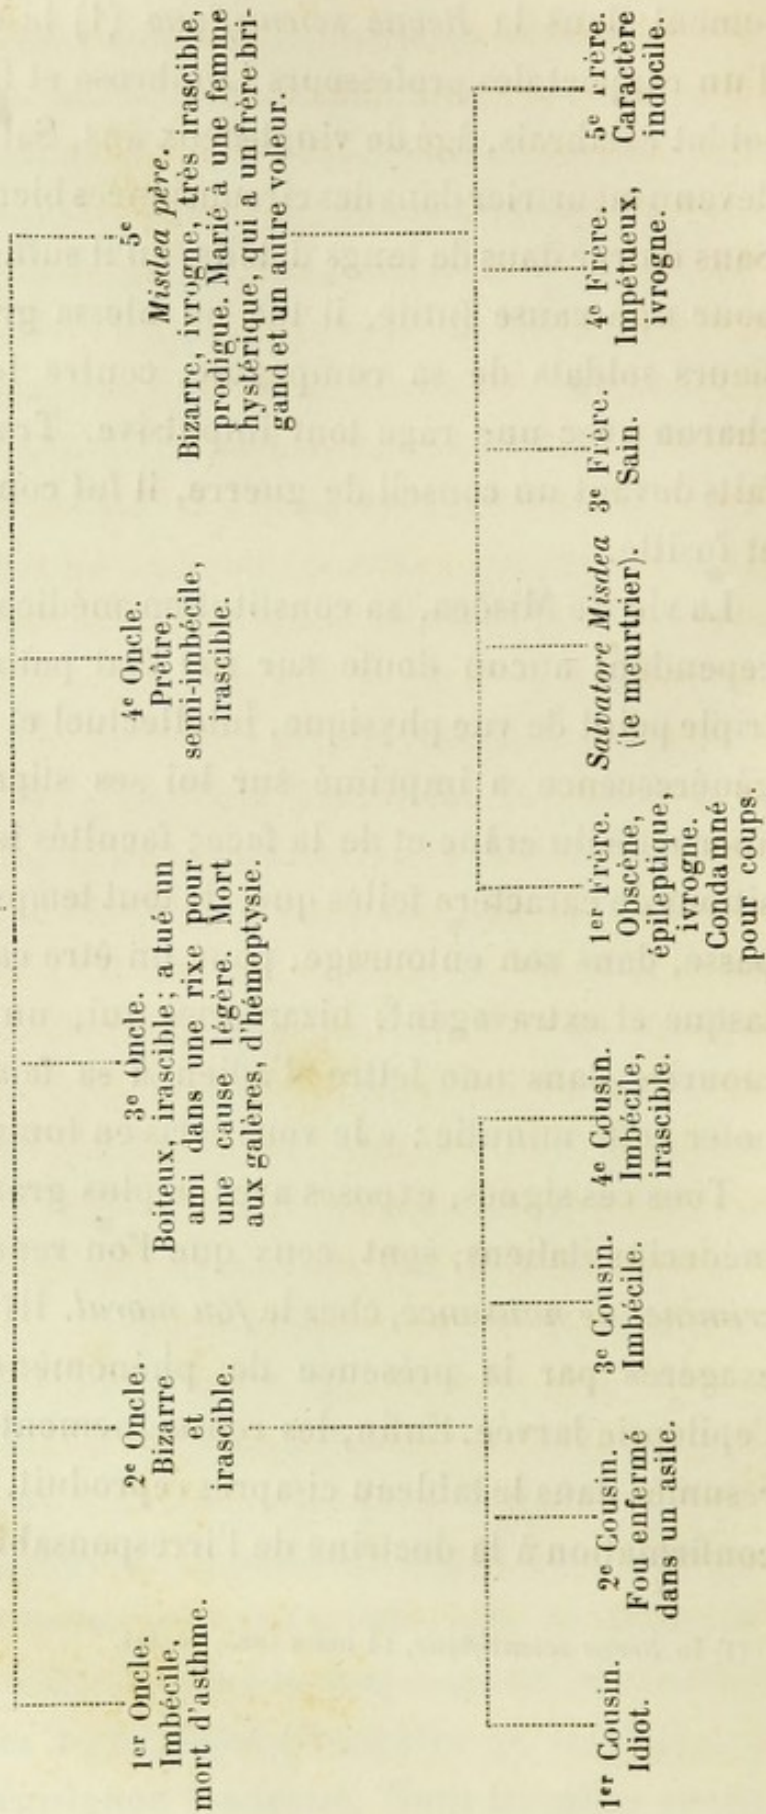 1er Oncle.
Imbécile,
mort d'asthme.
2e Oncle.
Bizarre
et
irascible.
3e Oncle.
Boiteux, irascible; a tué un
ami dans une rixe pour
une cause légère. Mort
aux galères, d'hémoptysie.
4e Oncle.
Prêtre,
semi-imbécile,
irascible.
5e
Misdea père.
Bizarre, ivrogne, très irascible,
prodigue. Marié à une femme
hystérique, qui a un frère bri-
gand et un autre voleur.
1er Cousin.
Idiot.
2e Cousin.
Fou enfermé
dans un asile.
3e Cousin.
Imbécile.
4e Cousin.
Imbécile,
irascible.
1er Frère.
Obscène,
épileptique,
ivrogne.
Condamné
pour coups.
Salvatore Misdea
(le meurtrier).
3e Frère.
Sain.
4e Frère.
Impétueux,
ivrogne.
5e Frère.
Caractère
indocile.